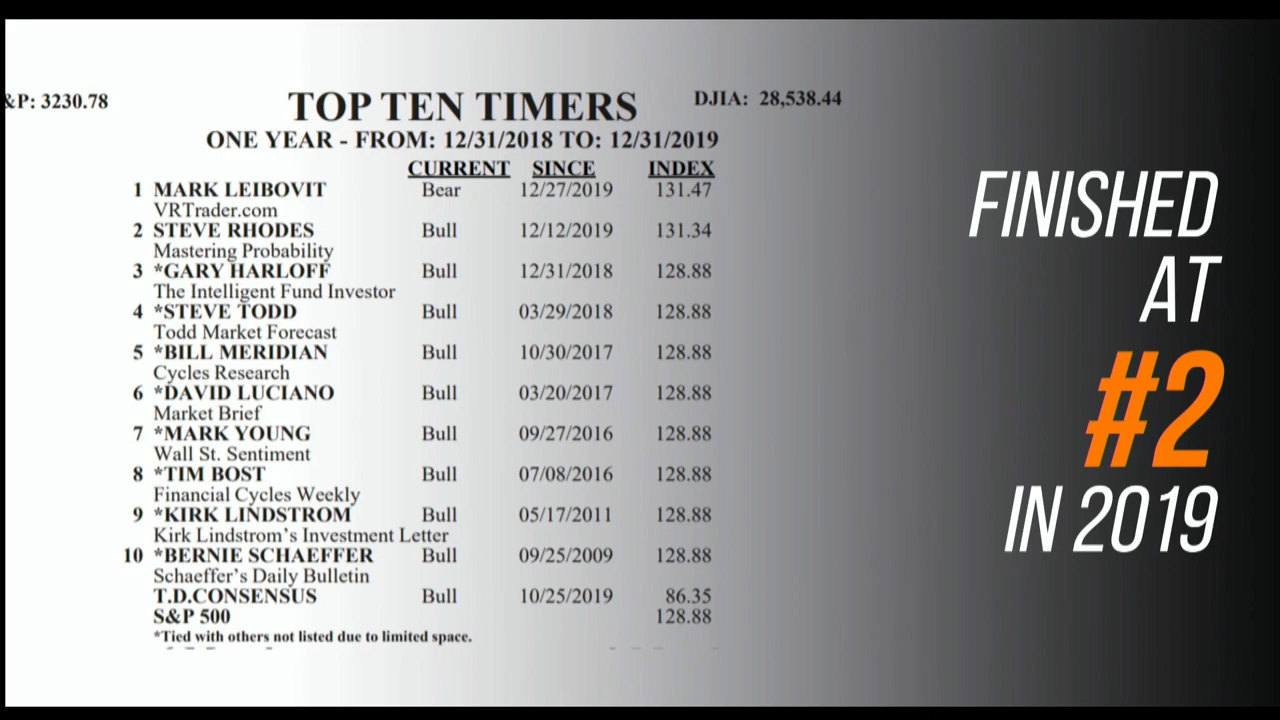 &P: 3230.78
TOP TEN TIMERS
DJIA: 28,538.44
ONE YEAR - FROM: 12/31/2018 TO: 12/31/2019
CURRENT SINCE INDEX
1 MARK LEIBOVIT Bear 12/27/2019 131.47
VRTrader.com
2 STEVE RHODES Bull 12/12/2019 131.34
Mastering Probability
3 *GARY HARLOFF Bull 12/31/2018 128.88
The Intelligent Fund Investor
4 *STEVE TODD Bull 03/29/2018 128.88
Todd Market Forecast
5 *BILL MERIDIAN Bull 10/30/2017 128.88
Cycles Research
6 *DAVID LUCIANO Bull 03/20/2017 128.88
Market Brief
7 *MARK YOUNG Bull 09/27/2016 128.88
Wall St. Sentiment
8 *TIM BOST Bull 07/08/2016 128.88
Financial Cycles Weekly
9 *KIRK LINDSTROM Bull 05/17/2011 128.88
Kirk Lindstrom's Investment Letter
10 *BERNIE SCHAEFFER Bull 09/25/2009 128.88
Schaeffer's Daily Bulletin
T.D.CONSENSUS Bull 10/25/2019 86.35
S&P 500 128.88
*Tied with others not listed due to limited space.
FINISHED
AT
#2
IN 2019